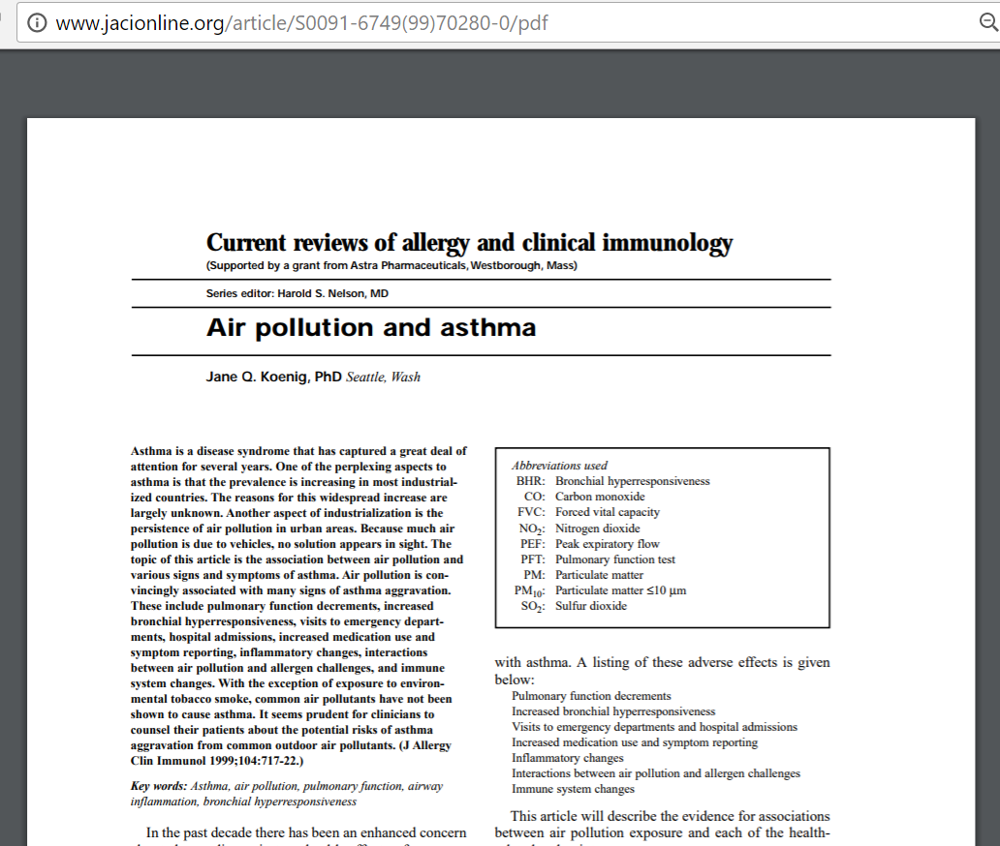 www.jacionline.org/article/S0091-6749(99)70280-0/pdf
Current reviews of allergy and clinical immunology
(Supported by a grant from Astra Pharmaceuticals, Westborough, Mass)
Series editor: Harold S. Nelson, MD
Air pollution and asthma
Jane Q. Koenig, PhD Seattle, Wash
Asthma is a disease syndrome that has captured a great deal of
attention for several years. One of the perplexing aspects to
asthma is that the prevalence is increasing in most industrial-
ized countries. The reasons for this widespread increase are
largely unknown. Another aspect of industrialization is the
persistence of air pollution in urban areas. Because much air
pollution is due to vehicles, no solution appears in sight. The
topic of this article is the association between air pollution and
various signs and symptoms of asthma. Air pollution is con-
vincingly associated with many signs of asthma aggravation.
These include pulmonary function decrements, increased
bronchial hyperresponsiveness, visits to emergency depart-
ments, hospital admissions, increased medication use and
symptom reporting, inflammatory changes, interactions
between air pollution and allergen challenges, and immune
system changes. With the exception of exposure to environ-
mental tobacco smoke, common air pollutants have not been
shown to cause asthma. It seems prudent for clinicians to
counsel their patients about the potential risks of asthma
aggravation from common outdoor air pollutants. (J Allergy
Clin Immunol 1999;104:717-22.)
Key words: Asthma, air pollution, pulmonary function, airway
inflammation, bronchial hyperresponsiveness
In the past decade there has been an enhanced concern
Abbreviations used
BHR: Bronchial hyperresponsiveness
CO: Carbon monoxide
FVC: Forced vital capacity
NO₂: Nitrogen dioxide
PEF: Peak expiratory flow
PFT: Pulmonary function test
PM: Particulate matter
PM₁₀: Particulate matter ≤10 µm
SO₂: Sulfur dioxide
with asthma. A listing of these adverse effects is given
below:
Pulmonary function decrements
Increased bronchial hyperresponsiveness
Visits to emergency departments and hospital admissions
Increased medication use and symptom reporting
Inflammatory changes
Interactions between air pollution and allergen challenges
Immune system changes
This article will describe the evidence for associations
between air pollution exposure and each of the health-